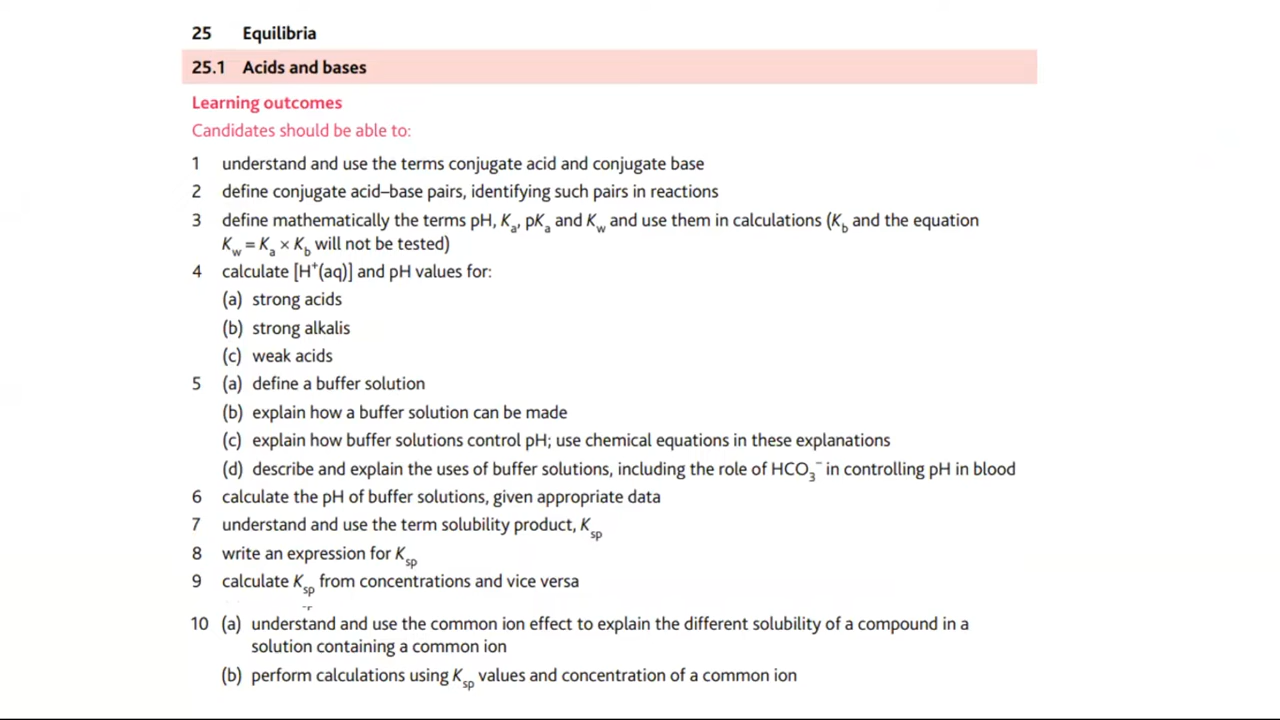 25 Equilibria
25.1 Acids and bases
Learning outcomes
Candidates should be able to:
1 understand and use the terms conjugate acid and conjugate base
2 define conjugate acid–base pairs, identifying such pairs in reactions
3 define mathematically the terms pH, Ka, pKa and Kw and use them in calculations (Kb and the equation
Kw = Ka × Kb will not be tested)
4 calculate [H⁺(aq)] and pH values for:
(a) strong acids
(b) strong alkalis
(c) weak acids
5 (a) define a buffer solution
(b) explain how a buffer solution can be made
(c) explain how buffer solutions control pH; use chemical equations in these explanations
(d) describe and explain the uses of buffer solutions, including the role of HCO₃⁻ in controlling pH in blood
6 calculate the pH of buffer solutions, given appropriate data
7 understand and use the term solubility product, Ksp
8 write an expression for Ksp
9 calculate Ksp from concentrations and vice versa
10 (a) understand and use the common ion effect to explain the different solubility of a compound in a
solution containing a common ion
(b) perform calculations using Ksp values and concentration of a common ion